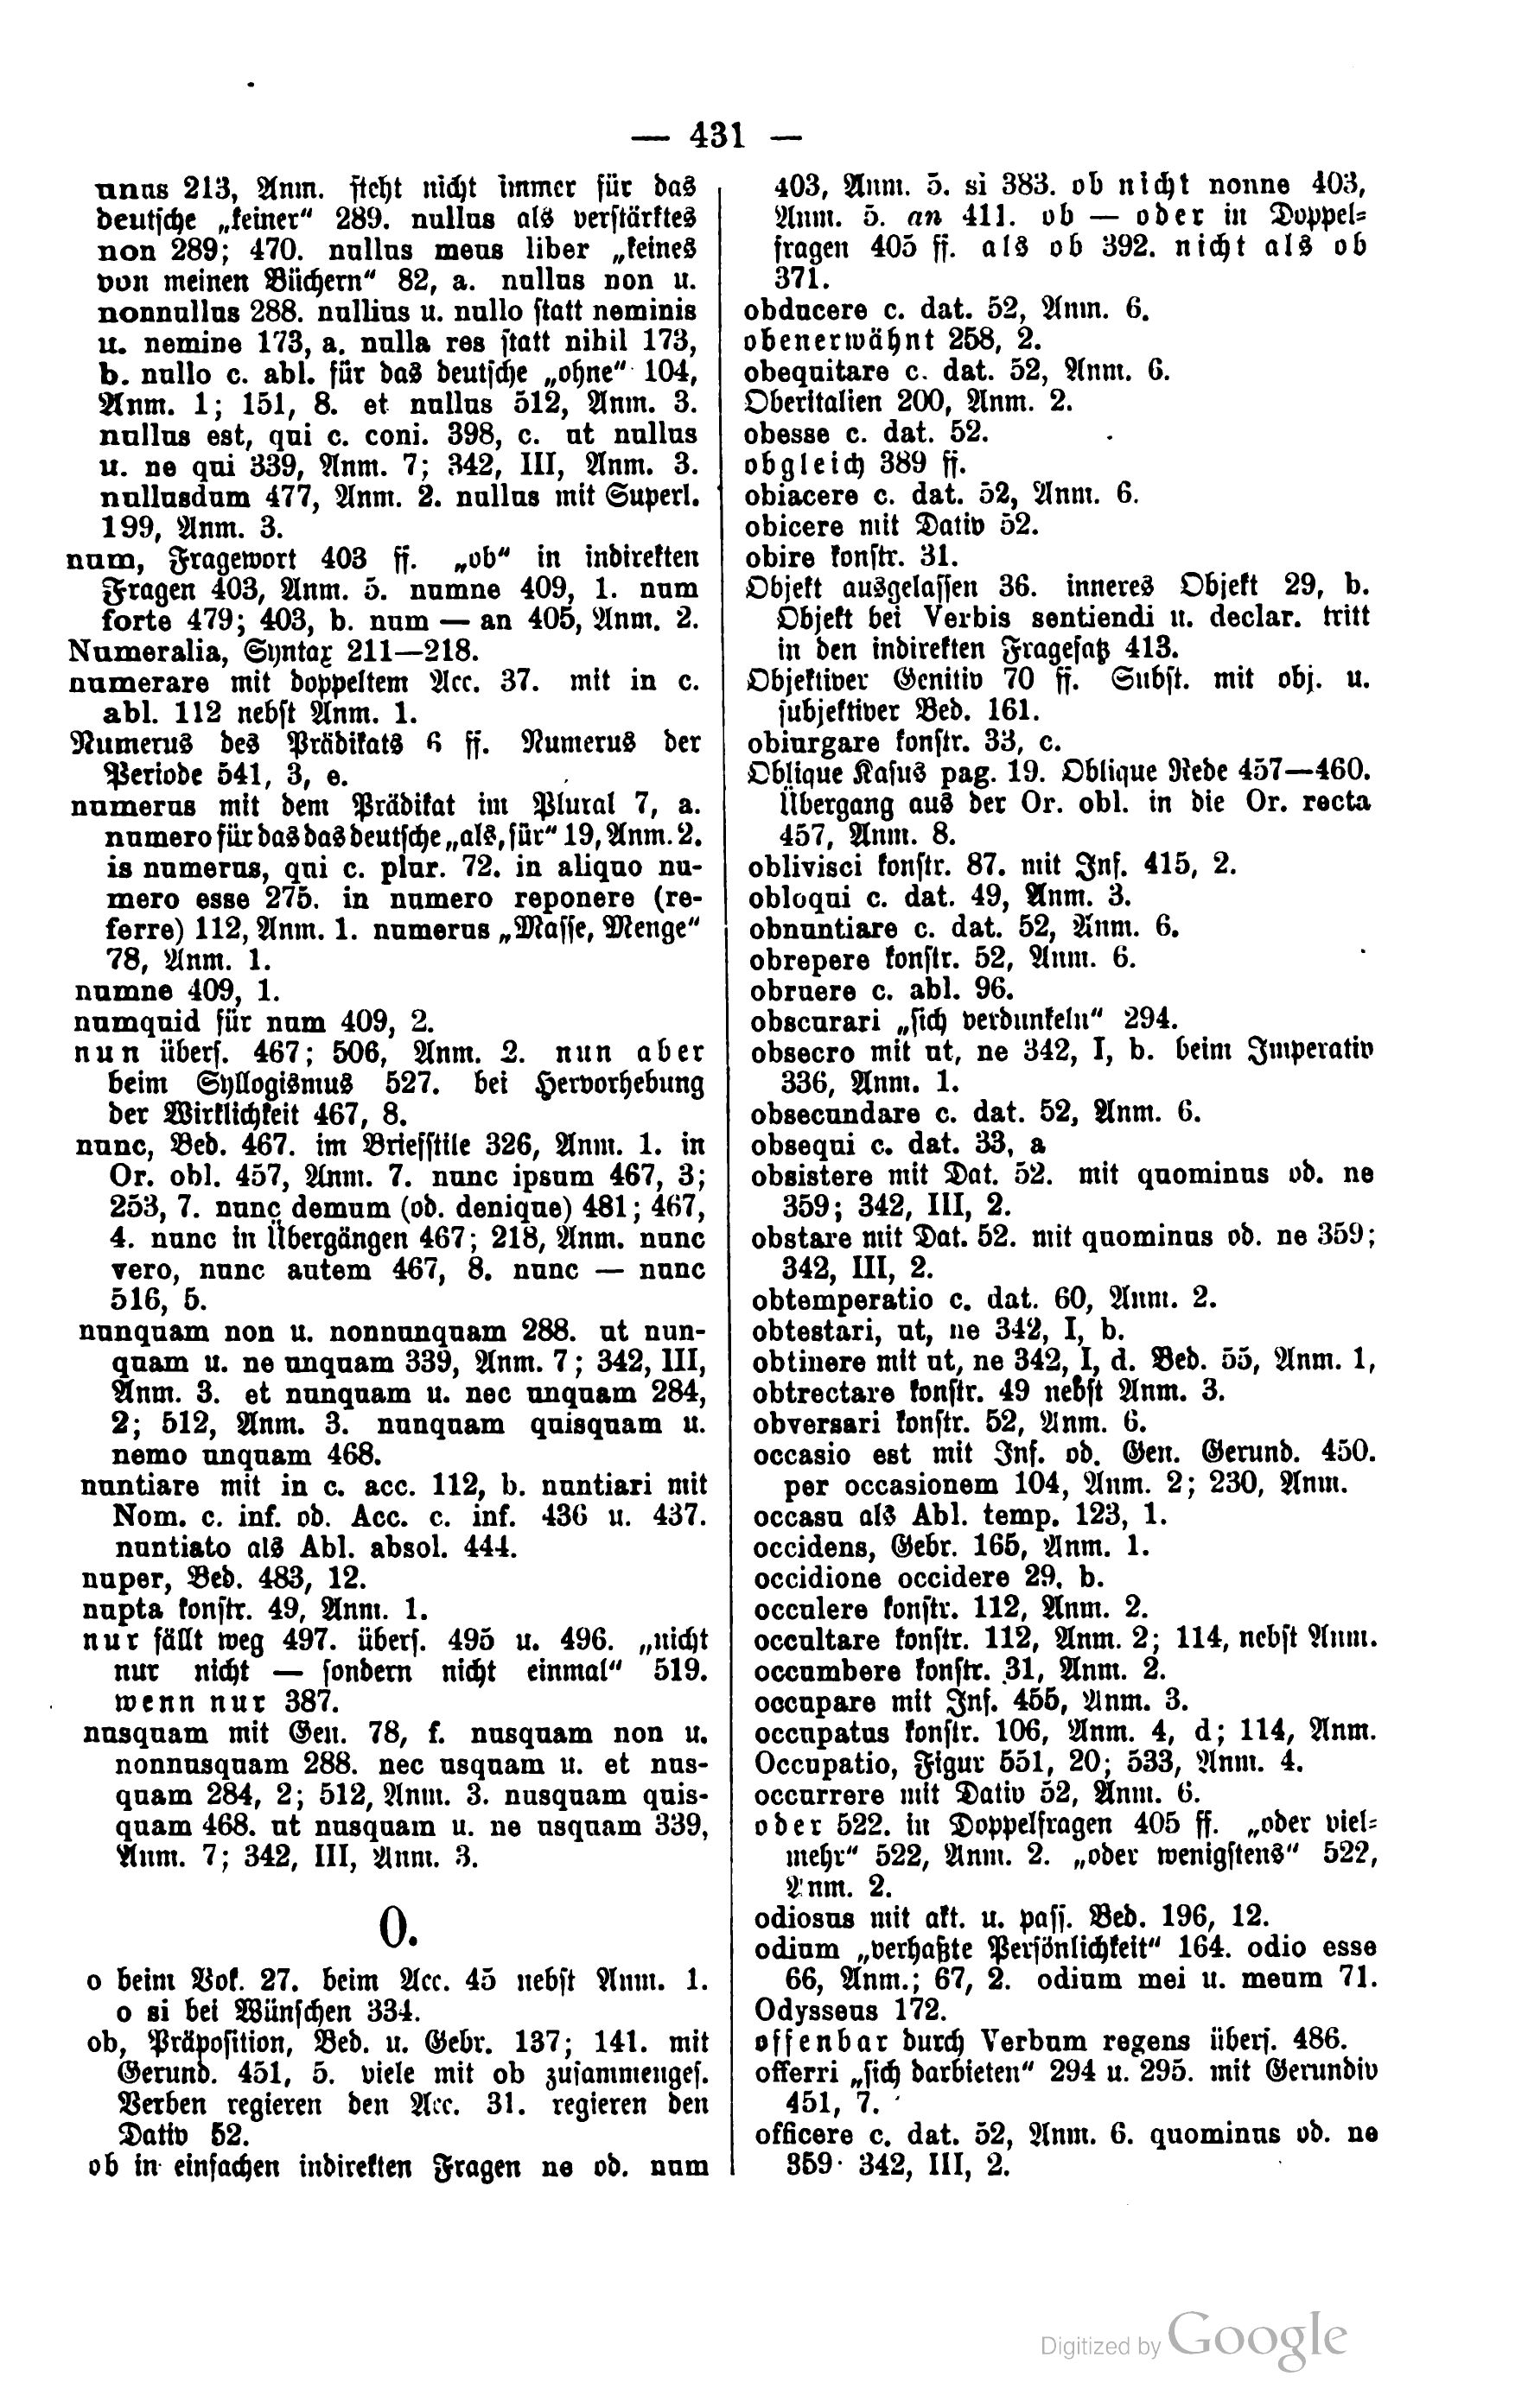 — 431 —
unus 213, Anm. steht nicht immer für das
deutsche „keiner“ 289. nullus als verstärktes
non 289; 470. nullus meus liber „keines
von meinen Büchern“ 82, a. nullus non u.
nonnullus 288. nullius u. nullo statt neminis
u. nemine 173, a. nulla res statt nihil 173,
b. nullo c. abl. für das deutsche „ohne“ 104,
Anm. 1; 151, 8. et nullus 512, Anm. 3.
nullus est, qui c. coni. 398, c. ut nullus
u. ne qui 339, Anm. 7; 342, III, Anm. 3.
nullusdum 477, Anm. 2. nullus mit Superl.
199, Anm. 3.
num, Fragewort 403 ff. „ob“ in indirekten
Fragen 403, Anm. 5. numne 409, 1. num
forte 479; 403, b. num — an 405, Anm. 2.
Numeralia, Syntax 211—218.
numerare mit doppeltem Acc. 37. mit in c.
abl. 112 nebst Anm. 1.
Numerus des Prädikats 6 ff. Numerus der
Periode 541, 3, e.
numerus mit dem Prädikat im Plural 7, a.
numero für das das deutsche „als, für“ 19, Anm. 2.
is numerus, qui c. plur. 72. in aliquo nu-
mero esse 275. in numero reponere (re-
ferre) 112, Anm. 1. numerus „Masse, Menge“
78, Anm. 1.
numne 409, 1.
numquid für num 409, 2.
nun übers. 467; 506, Anm. 2. nun aber
beim Syllogismus 527. bei Hervorhebung
der Wirklichkeit 467, 8.
nunc, Bed. 467. im Briefstile 326, Anm. 1. in
Or. obl. 457, Anm. 7. nunc ipsum 467, 3;
253, 7. nunc demum (od. denique) 481; 467,
4. nunc in Übergängen 467; 218, Anm. nunc
vero, nunc autem 467, 8. nunc — nunc
516, 5.
nunquam non u. nonnunquam 288. ut nun-
quam u. ne unquam 339, Anm. 7; 342, III,
Anm. 3. et nunquam u. nec unquam 284,
2; 512, Anm. 3. nunquam quisquam u.
nemo unquam 468.
nuntiare mit in c. acc. 112, b. nuntiari mit
Nom. c. inf. od. Acc. c. inf. 436 u. 437.
nuntiato als Abl. absol. 444.
nuper, Bed. 483, 12.
nupta konstr. 49, Anm. 1.
nur fällt weg 497. übers. 495 u. 496. „nicht
nur nicht — sondern nicht einmal“ 519.
wenn nur 387.
nusquam mit Gen. 78, f. nusquam non u.
nonnusquam 288. nec usquam u. et nus-
quam 284, 2; 512, Anm. 3. nusquam quis-
quam 468. ut nusquam u. ne usquam 339,
Anm. 7; 342, III, Anm. 3.
O.
o beim Vok. 27. beim Acc. 45 nebst Anm. 1.
o si bei Wünschen 334.
ob, Präposition, Bed. u. Gebr. 137; 141. mit
Gerund. 451, 5. viele mit ob zusammenges.
Verben regieren den Acc. 31. regieren den
Dativ 52.
ob in einfachen indirekten Fragen ne od. num
403, Anm. 5. si 383. ob nicht nonne 403,
Anm. 5. an 411. ob — oder in Doppel-
fragen 405 ff. als ob 392. nicht als ob
371.
obducere c. dat. 52, Anm. 6.
obenerwähnt 258, 2.
obequitare c. dat. 52, Anm. 6.
Oberitalien 200, Anm. 2.
obesse c. dat. 52.
obgleich 389 ff.
obiacere c. dat. 52, Anm. 6.
obicere mit Dativ 52.
obire konstr. 31.
Objekt ausgelassen 36. inneres Objekt 29, b.
Objekt bei Verbis sentiendi u. declar. tritt
in den indirekten Fragesatz 413.
Objektiver Genitiv 70 ff. Subst. mit obj. u.
subjektiver Bed. 161.
obiurgare konstr. 33, c.
Oblique Kasus pag. 19. Oblique Rede 457—460.
Übergang aus der Or. obl. in die Or. recta
457, Anm. 8.
oblivisci konstr. 87. mit Inf. 415, 2.
obloqui c. dat. 49, Anm. 3.
obnuntiare c. dat. 52, Anm. 6.
obrepere konstr. 52, Anm. 6.
obruere c. abl. 96.
obscurari „sich verdunkeln“ 294.
obsecro mit ut, ne 342, I, b. beim Imperativ
336, Anm. 1.
obsecundare c. dat. 52, Anm. 6.
obsequi c. dat. 33, a
obsistere mit Dat. 52. mit quominus od. ne
359; 342, III, 2.
obstare mit Dat. 52. mit quominus od. ne 359;
342, III, 2.
obtemperatio c. dat. 60, Anm. 2.
obtestari, ut, ne 342, I, b.
obtinere mit ut, ne 342, I, d. Bed. 55, Anm. 1,
obtrectare konstr. 49 nebst Anm. 3.
obversari konstr. 52, Anm. 6.
occasio est mit Inf. od. Gen. Gerund. 450.
per occasionem 104, Anm. 2; 230, Anm.
occasu als Abl. temp. 123, 1.
occidens, Gebr. 165, Anm. 1.
occidione occidere 29, b.
occulere konstr. 112, Anm. 2.
occultare konstr. 112, Anm. 2; 114, nebst Anm.
occumbere konstr. 31, Anm. 2.
occupare mit Inf. 455, Anm. 3.
occupatus konstr. 106, Anm. 4, d; 114, Anm.
Occupatio, Figur 551, 20; 533, Anm. 4.
occurrere mit Dativ 52, Anm. 6.
oder 522. in Doppelfragen 405 ff. „oder viel-
mehr“ 522, Anm. 2. „oder wenigstens“ 522,
Anm. 2.
odiosus mit akt. u. pass. Bed. 196, 12.
odium „verhaßte Persönlichkeit“ 164. odio esse
66, Anm.; 67, 2. odium mei u. meum 71.
Odysseus 172.
offenbar durch Verbum regens übers. 486.
offerri „sich darbieten“ 294 u. 295. mit Gerundiv
451, 7.
officere c. dat. 52, Anm. 6. quominus od. ne
359· 342, III, 2.
Digitized by Google